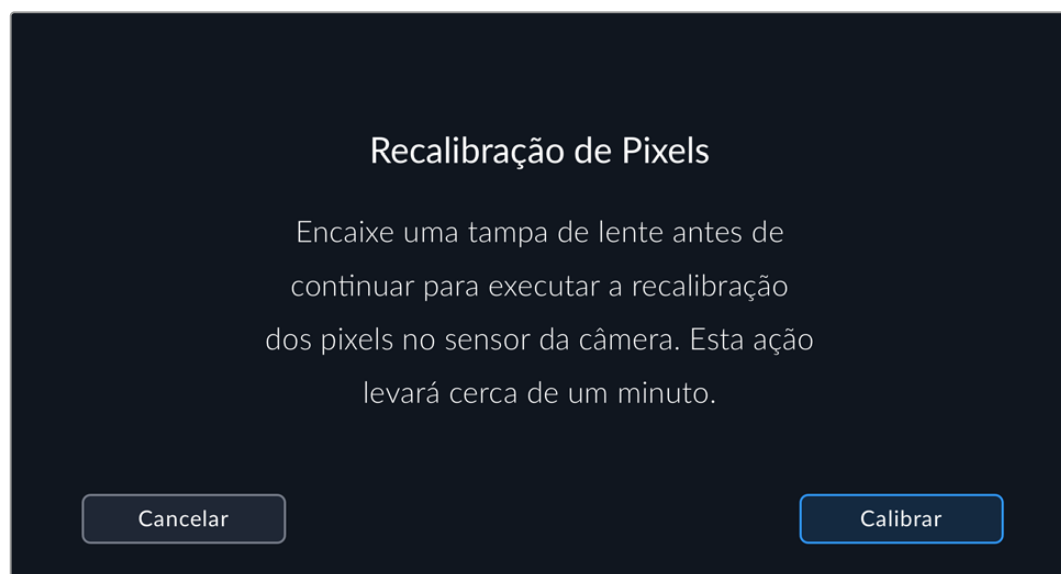 Recalibração de Pixels
Encaixe uma tampa de lente antes de
continuar para executar a recalibração
dos pixels no sensor da câmera. Esta ação
levará cerca de um minuto.
Cancelar
Calibrar